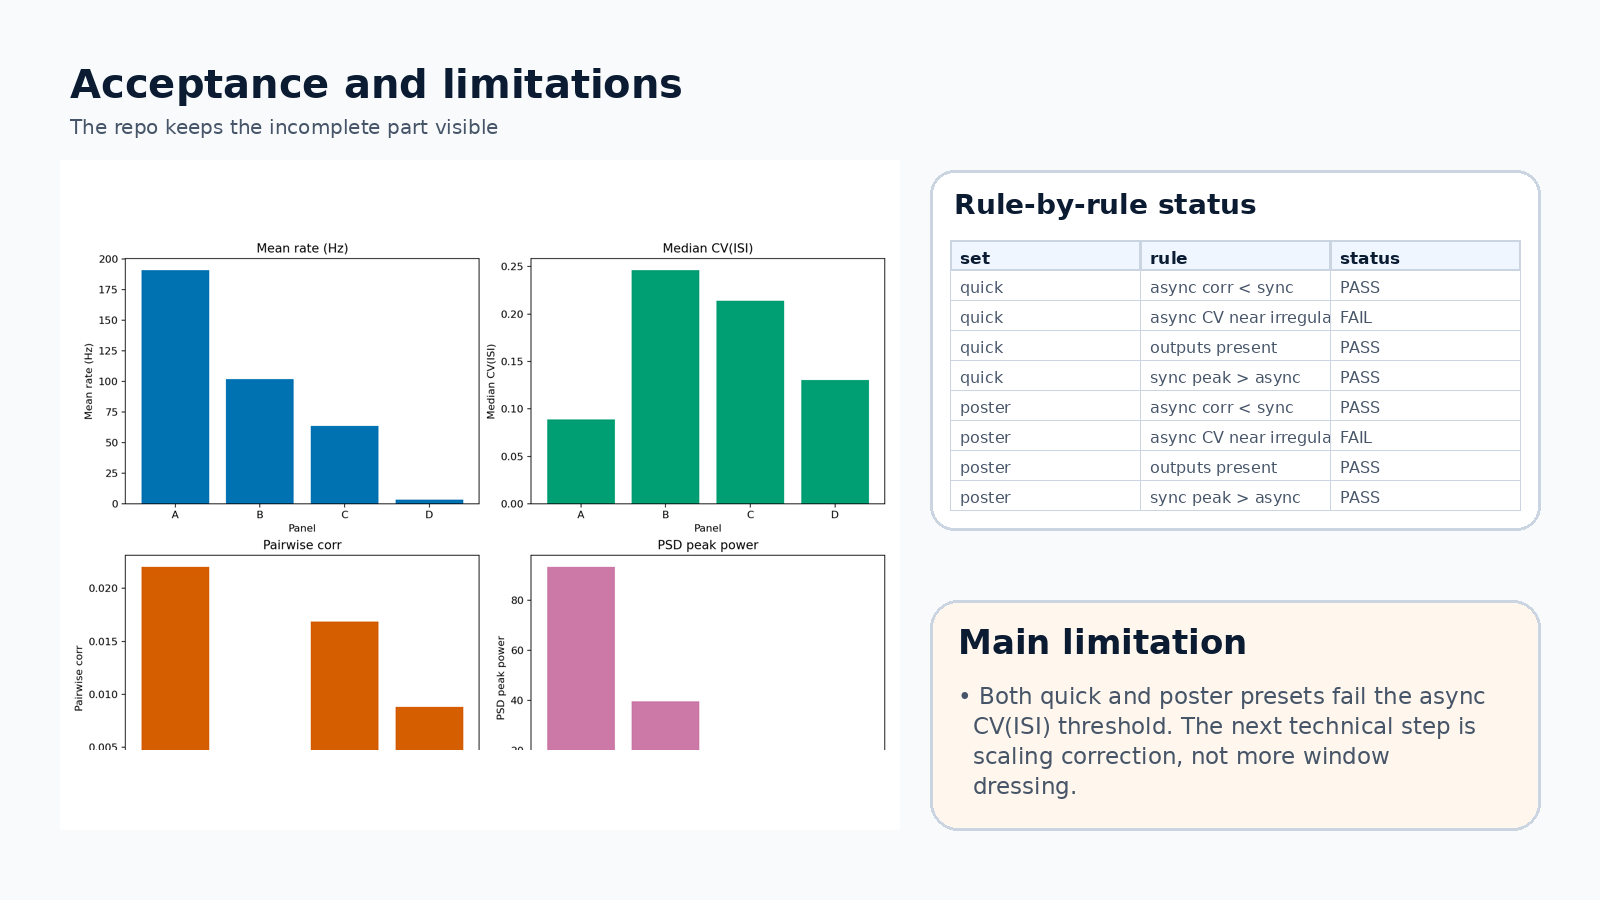 Acceptance and limitations
The repo keeps the incomplete part visible
Mean rate (Hz)
Mean rate (Hz)
200
175
150
125
100
75
50
25
0
A B C D
Panel
Median CV(ISI)
Median CV(ISI)
0.25
0.20
0.15
0.10
0.05
0.00
A B C D
Panel
Pairwise corr
Pairwise corr
0.020
0.015
0.010
0.005
PSD peak power
PSD peak power
80
60
40
20
Rule-by-rule status
set rule status
quick async corr < sync PASS
quick async CV near irregula FAIL
quick outputs present PASS
quick sync peak > async PASS
poster async corr < sync PASS
poster async CV near irregula FAIL
poster outputs present PASS
poster sync peak > async PASS
Main limitation
• Both quick and poster presets fail the async
CV(ISI) threshold. The next technical step is
scaling correction, not more window
dressing.